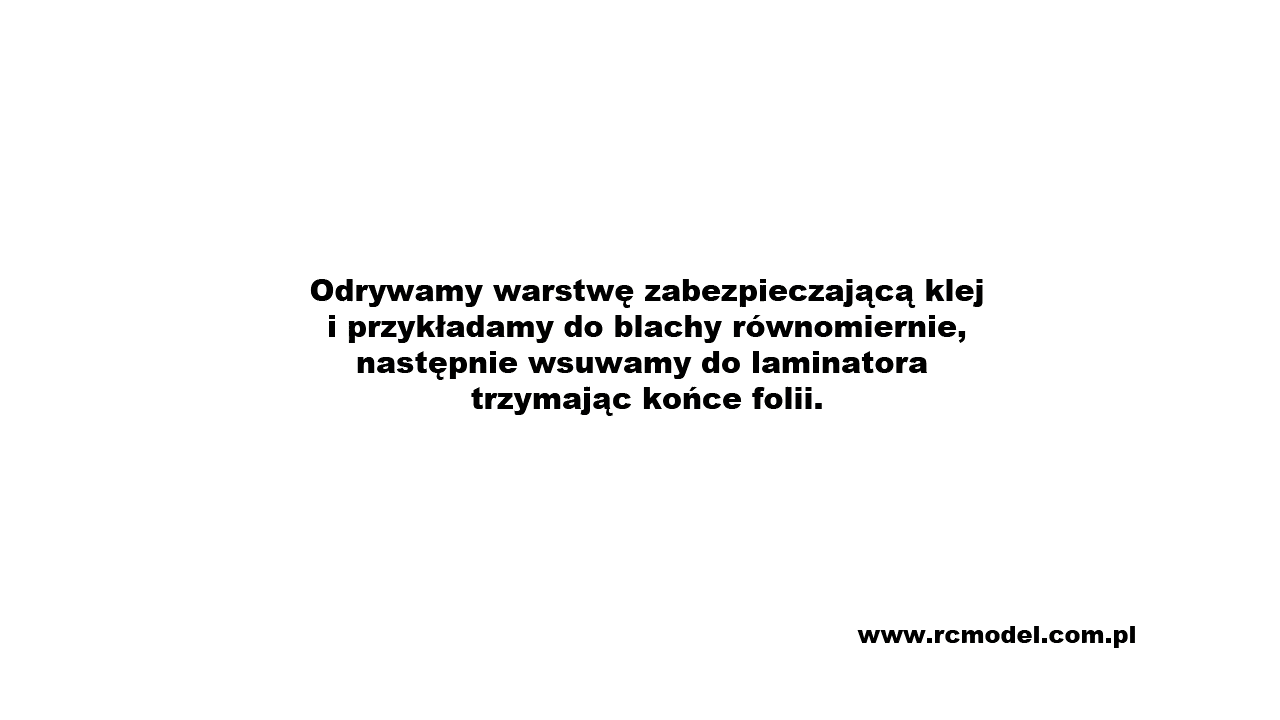 Odrywamy warstwę zabezpieczającą klej
i przykładamy do blachy równomiernie,
następnie wsuwamy do laminatora
trzymając końce folii.
www.rcmodel.com.pl